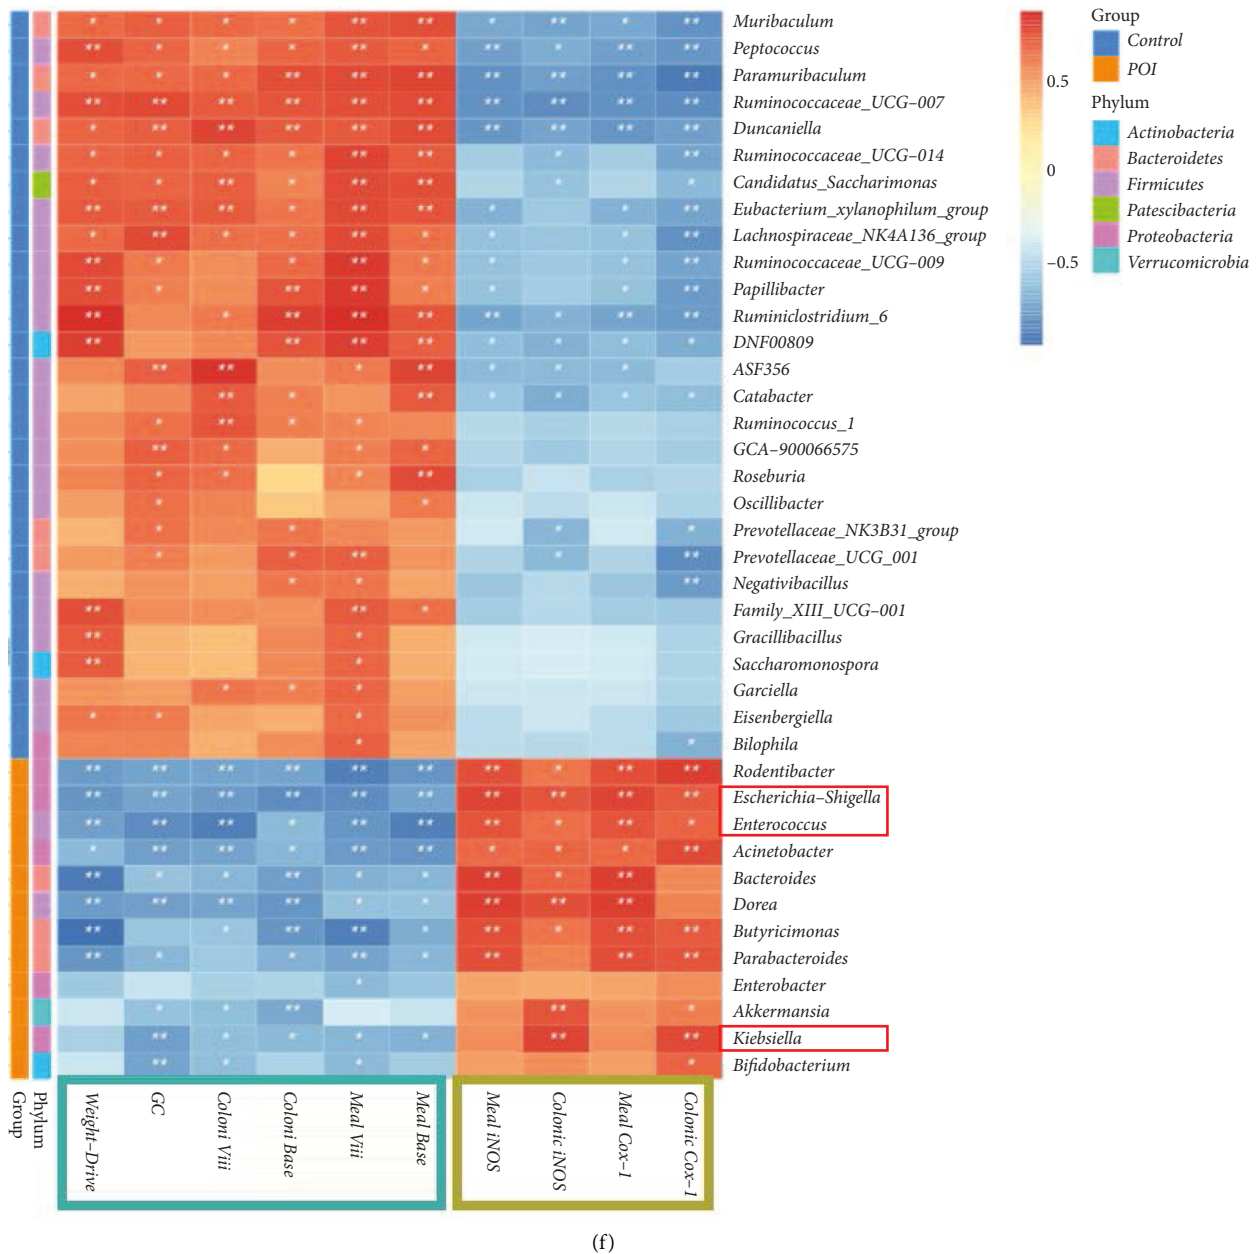 Muribaculum
Peptococcus
Paramuribaculum
Ruminococcaceae_UCG–007
Duncaniella
Ruminococcaceae_UCG–014
Candidatus_Saccharimonas
Eubacterium_xylanophilum_group
Lachnospiraceae_NK4A136_group
Ruminococcaceae_UCG–009
Papillibacter
Ruminiclostridium_6
DNF00809
ASF356
Catabacter
Ruminococcus_1
GCA–900066575
Roseburia
Oscillibacter
Prevotellaceae_NK3B31_group
Prevotellaceae_UCG_001
Negativibacillus
Family_XIII_UCG–001
Gracillibacillus
Saccharomonospora
Garciella
Eisenbergiella
Bilophila
Rodentibacter
Escherichia–Shigella
Enterococcus
Acinetobacter
Bacteroides
Dorea
Butyricimonas
Parabacteroides
Enterobacter
Akkermansia
Kiebsiella
Bifidobacterium
0.5
0
–0.5
Group
Control
POI
Phylum
Actinobacteria
Bacteroidetes
Firmicutes
Patescibacteria
Proteobacteria
Verrucomicrobia
Group
Phylum
Weight–Drive
GC
Coloni Viii
Coloni Base
Meal Viii
Meal Base
Meal iNOS
Colonic iNOS
Meal Cox–1
Colonic Cox–1
(f)